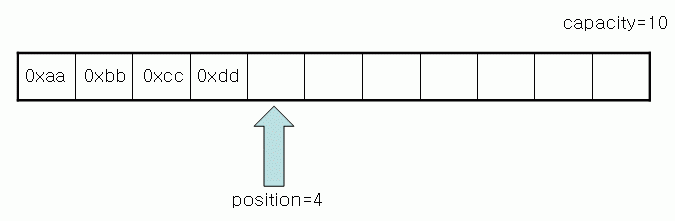 capacity=10
0xaa 0xbb 0xcc 0xdd
position=4